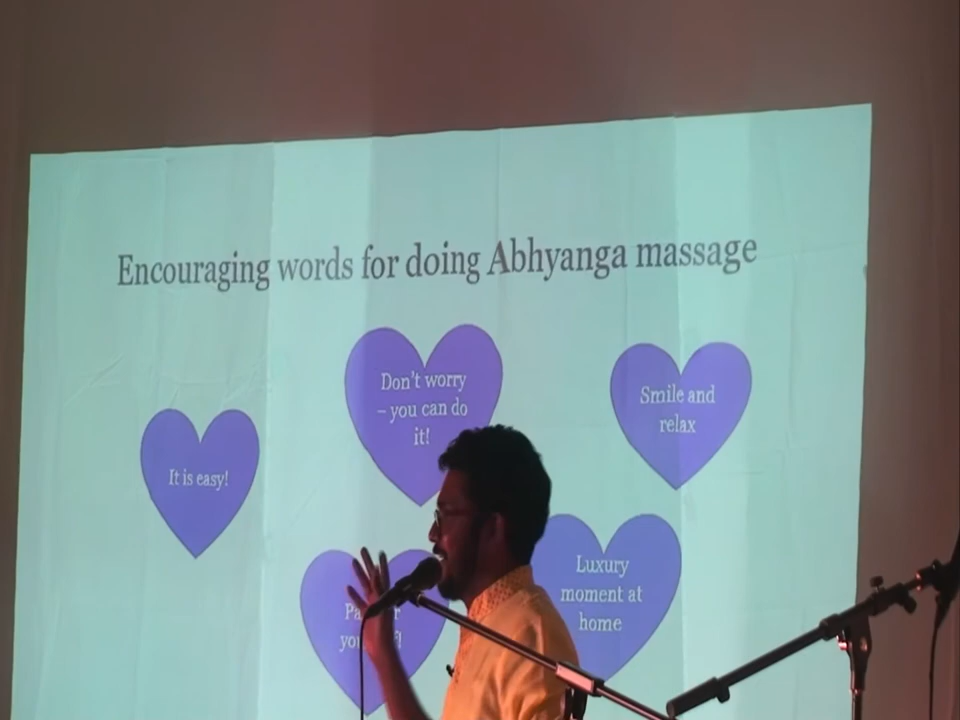 Encouraging words for doing Abhyanga massage
Don't worry
– you can do
it!
Smile and
relax
It is easy!
Luxury
moment at
home